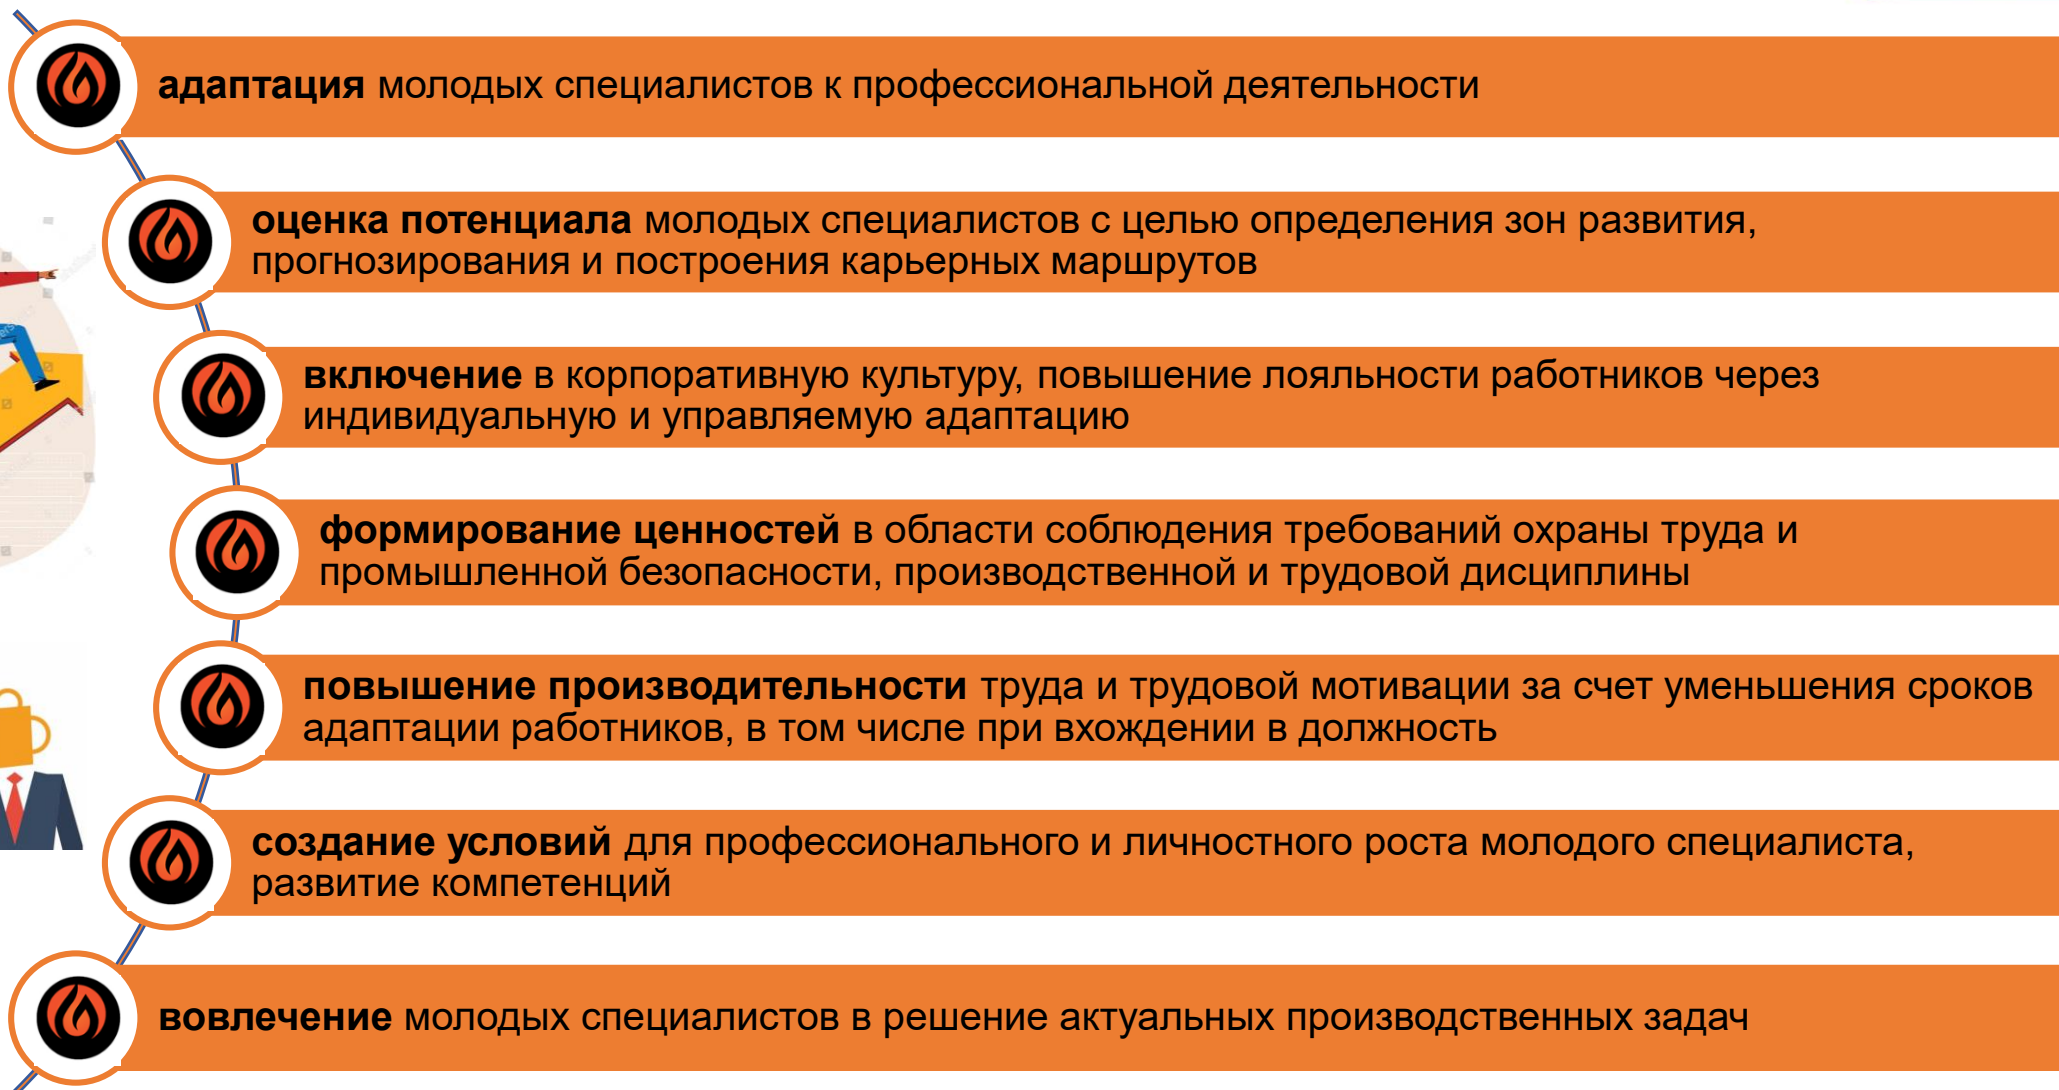 адаптация молодых специалистов к профессиональной деятельности
оценка потенциала молодых специалистов с целью определения зон развития,
прогнозирования и построения карьерных маршрутов
включение в корпоративную культуру, повышение лояльности работников через
индивидуальную и управляемую адаптацию
формирование ценностей в области соблюдения требований охраны труда и
промышленной безопасности, производственной и трудовой дисциплины
повышение производительности труда и трудовой мотивации за счет уменьшения сроков
адаптации работников, в том числе при вхождении в должность
создание условий для профессионального и личностного роста молодого специалиста,
развитие компетенций
вовлечение молодых специалистов в решение актуальных производственных задач